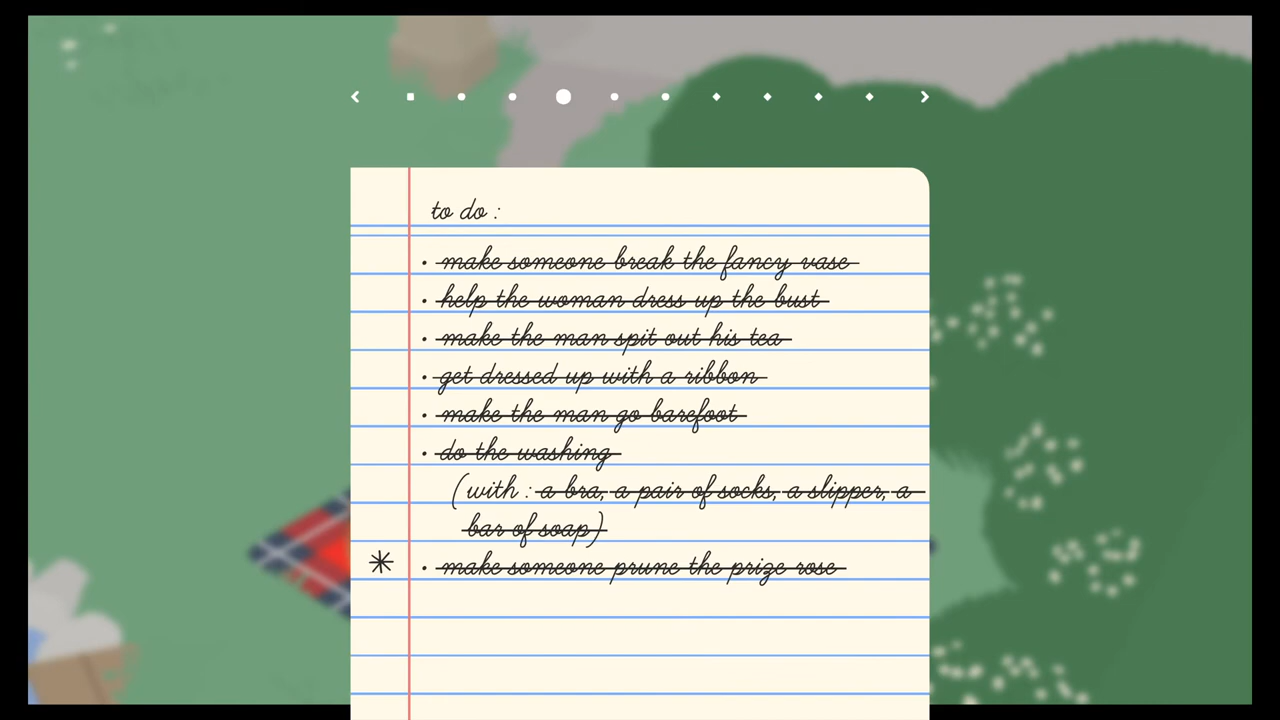 to do :
• make someone break the fancy vase
• help the woman dress up the bust
• make the man spit out his tea
• get dressed up with a ribbon
• make the man go barefoot
• do the washing
(with : a bra, a pair of socks, a slipper, a
bar of soap)
• make someone prune the prize rose